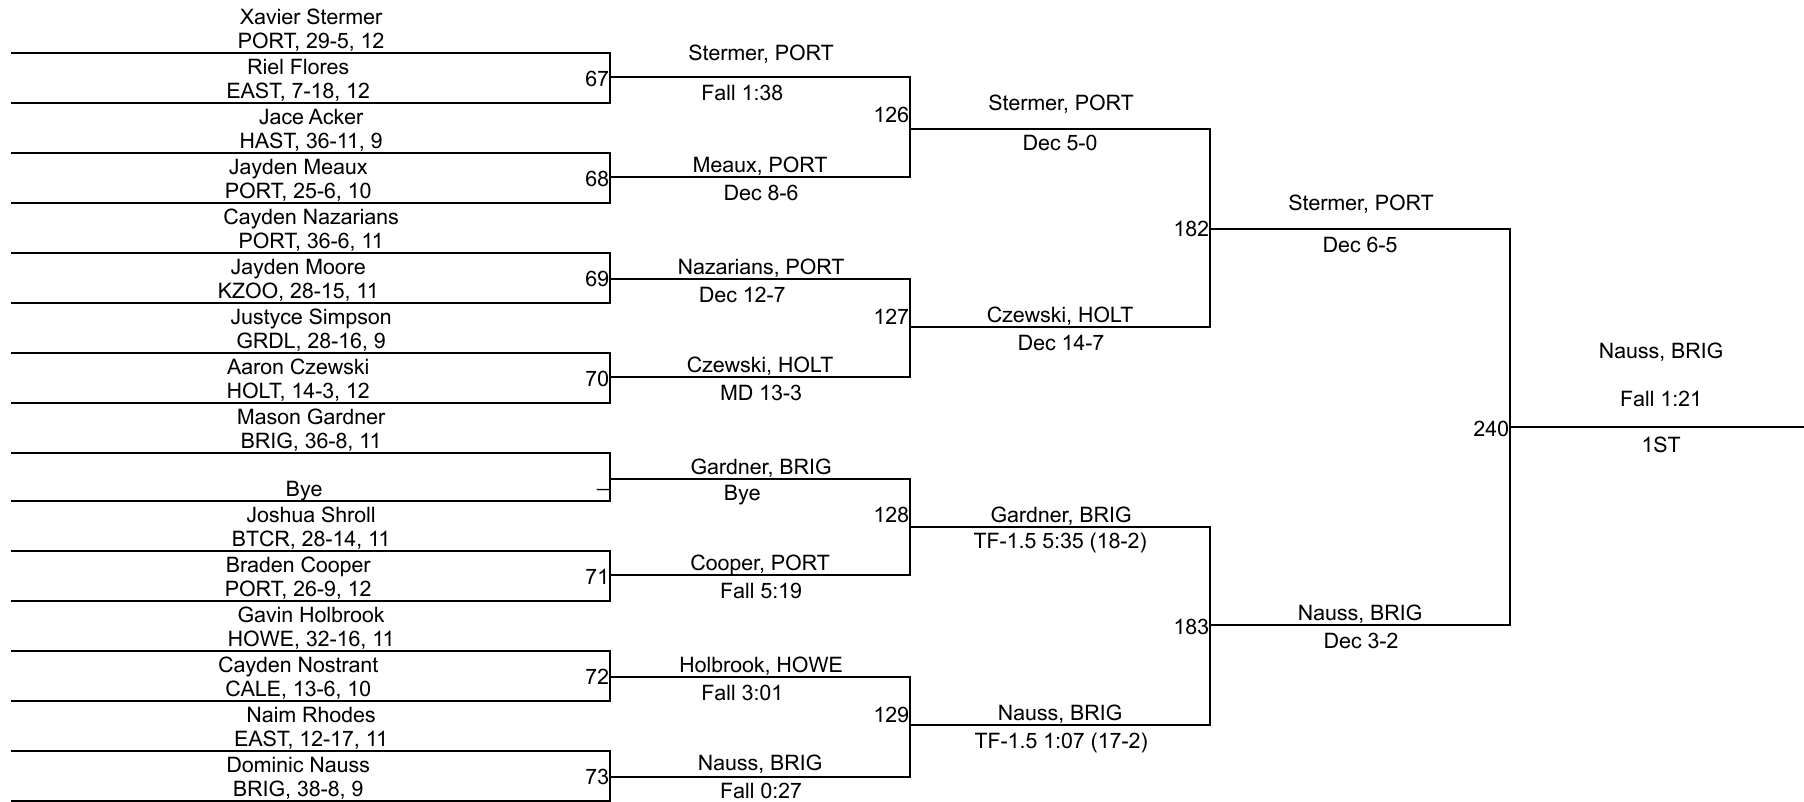 Xavier Stermer
PORT, 29-5, 12
Riel Flores
EAST, 7-18, 12
Jace Acker
HAST, 36-11, 9
Jayden Meaux
PORT, 25-6, 10
Cayden Nazarians
PORT, 36-6, 11
Jayden Moore
KZOO, 28-15, 11
Justyce Simpson
GRDL, 28-16, 9
Aaron Czewski
HOLT, 14-3, 12
Mason Gardner
BRIG, 36-8, 11
Bye
Joshua Shroll
BTCR, 28-14, 11
Braden Cooper
PORT, 26-9, 12
Gavin Holbrook
HOWE, 32-16, 11
Cayden Nostrant
CALE, 13-6, 10
Naim Rhodes
EAST, 12-17, 11
Dominic Nauss
BRIG, 38-8, 9
67
68
69
70
–
71
72
73
Stermer, PORT
Fall 1:38
Meaux, PORT
Dec 8-6
Nazarians, PORT
Dec 12-7
Czewski, HOLT
MD 13-3
Gardner, BRIG
Bye
Cooper, PORT
Fall 5:19
Holbrook, HOWE
Fall 3:01
Nauss, BRIG
Fall 0:27
126
127
128
129
Stermer, PORT
Dec 5-0
Czewski, HOLT
Dec 14-7
Gardner, BRIG
TF-1.5 5:35 (18-2)
Nauss, BRIG
TF-1.5 1:07 (17-2)
182
183
Stermer, PORT
Dec 6-5
Nauss, BRIG
Dec 3-2
240
Nauss, BRIG
Fall 1:21
1ST